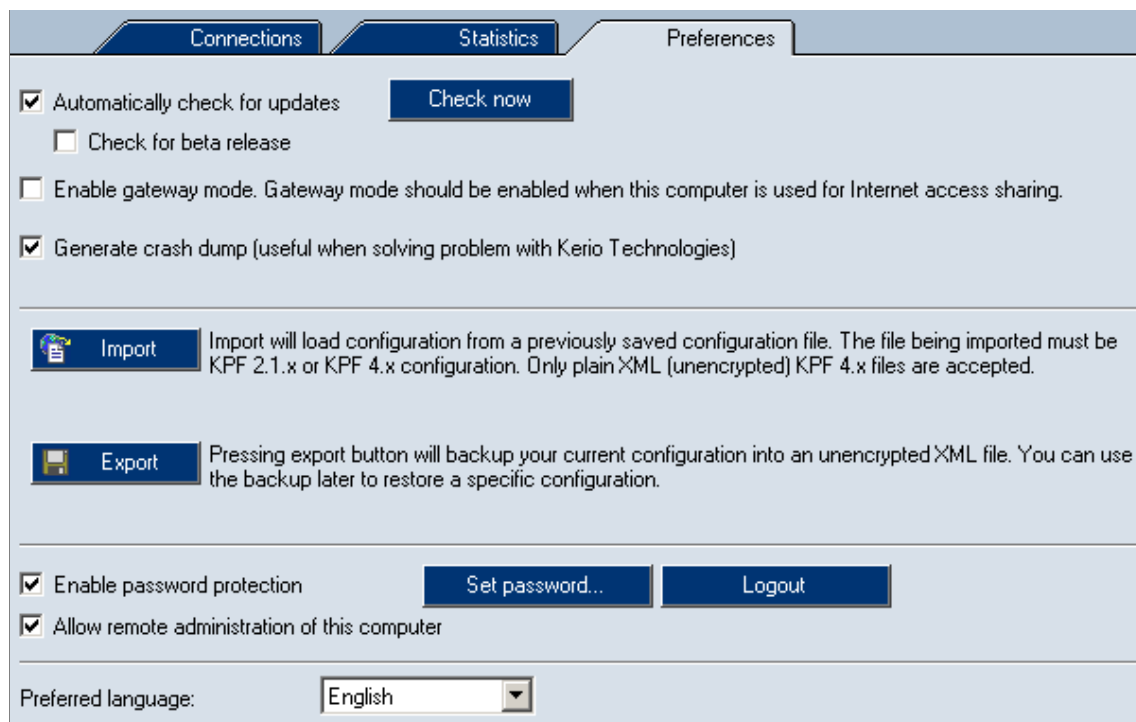 Connections Statistics Preferences
Automatically check for updates Check now
Check for beta release
Enable gateway mode. Gateway mode should be enabled when this computer is used for Internet access sharing.
Generate crash dump (useful when solving problem with Kerio Technologies)
Import Import will load configuration from a previously saved configuration file. The file being imported must be
KPF 2.1.x or KPF 4.x configuration. Only plain XML (unencrypted) KPF 4.x files are accepted.
Export Pressing export button will backup your current configuration into an unencrypted XML file. You can use
the backup later to restore a specific configuration.
Enable password protection Set password... Logout
Allow remote administration of this computer
Preferred language: English